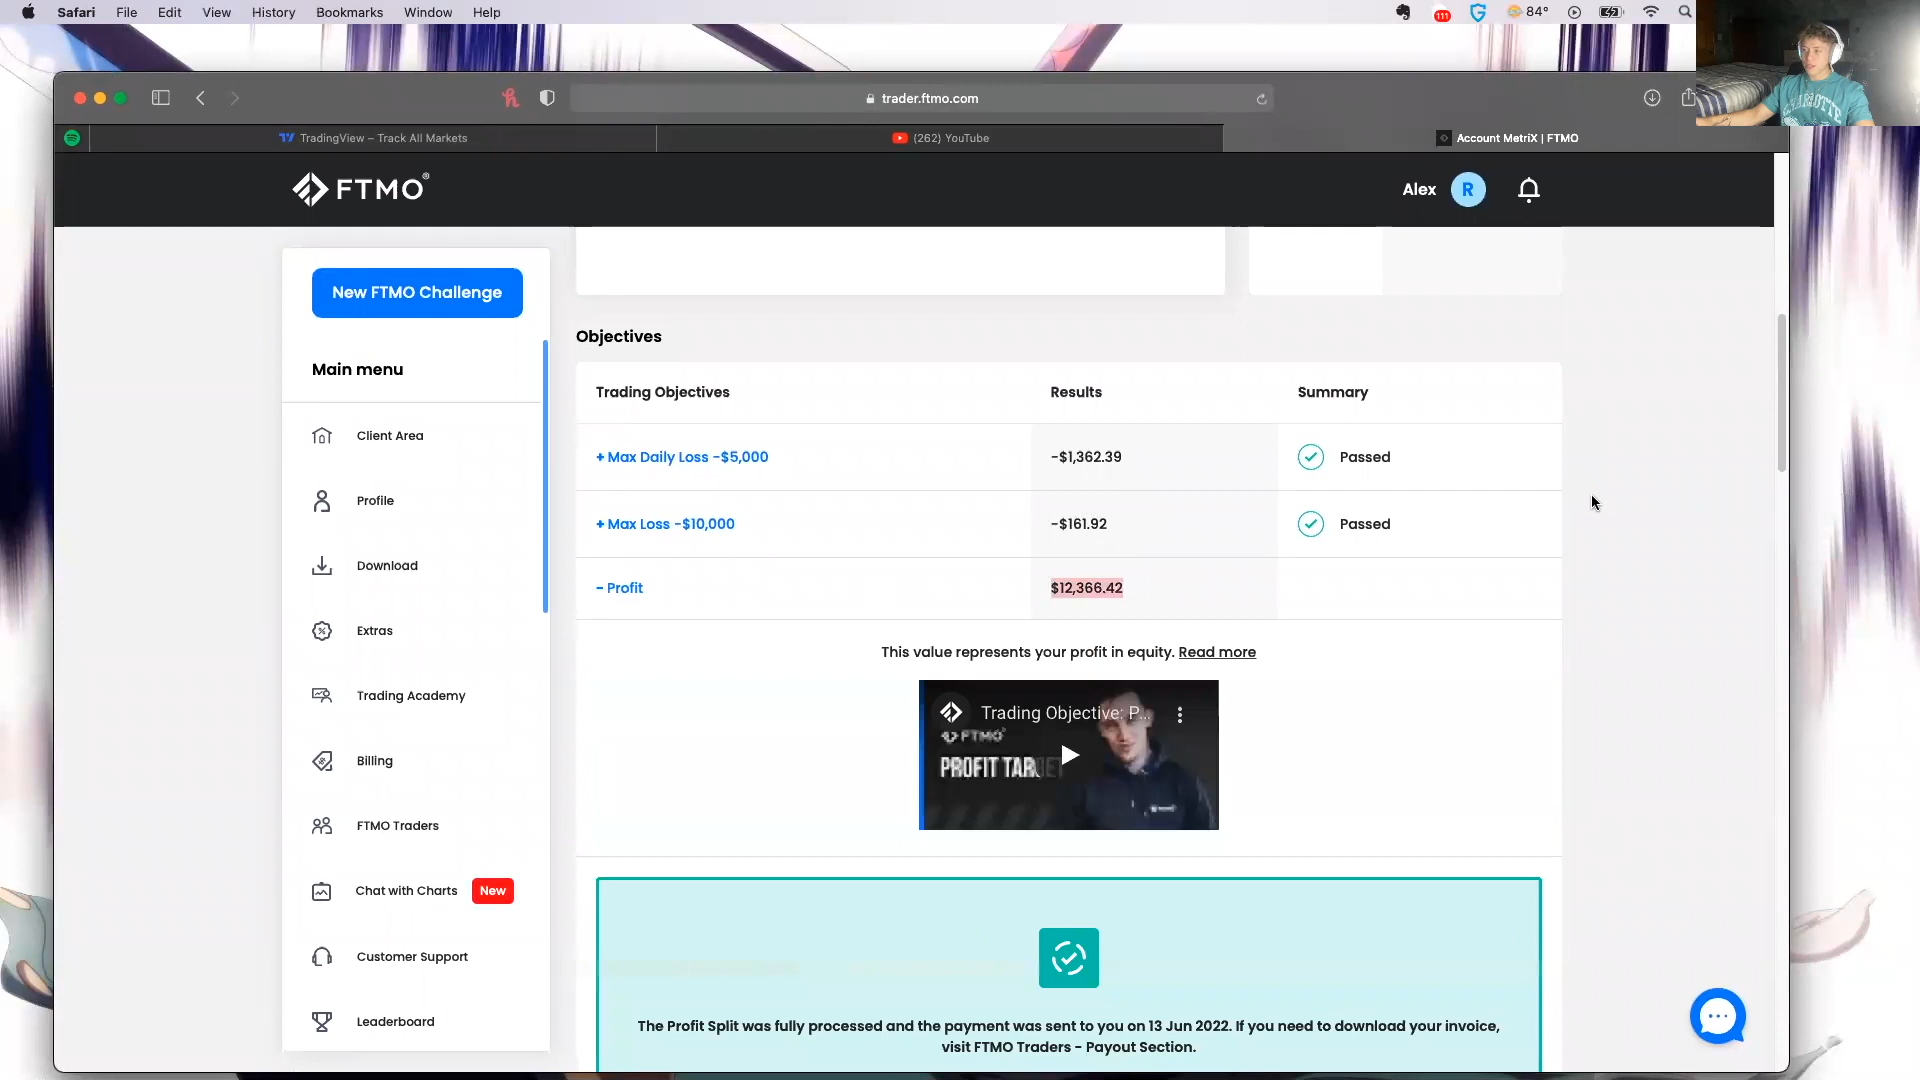 Safari File Edit View History Bookmarks Window Help
111 84°
trader.ftmo.com
TradingView – Track All Markets
(262) YouTube
Account MetriX | FTMO
FTMO®
Alex R
New FTMO Challenge
Main menu
Client Area
Profile
Download
Extras
Trading Academy
Billing
FTMO Traders
Chat with Charts New
Customer Support
Leaderboard
Objectives
Trading Objectives Results Summary
+ Max Daily Loss -$5,000 -$1,362.39 Passed
+ Max Loss -$10,000 -$161.92 Passed
- Profit $12,366.42
This value represents your profit in equity. Read more
Trading Objective: P...
FTMO
PROFIT TARGET
The Profit Split was fully processed and the payment was sent to you on 13 Jun 2022. If you need to download your invoice,
visit FTMO Traders - Payout Section.
CHARLOTTE